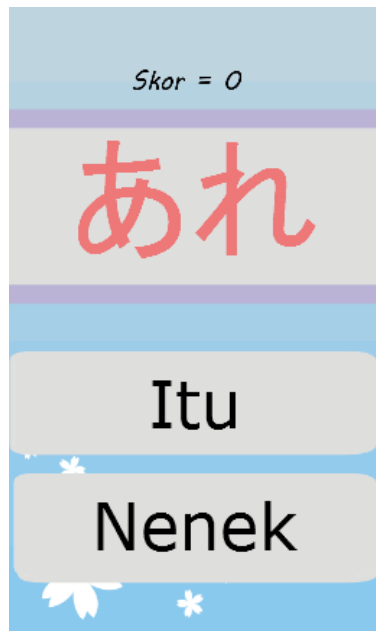 Skor = 0
あれ
Itu
Nenek